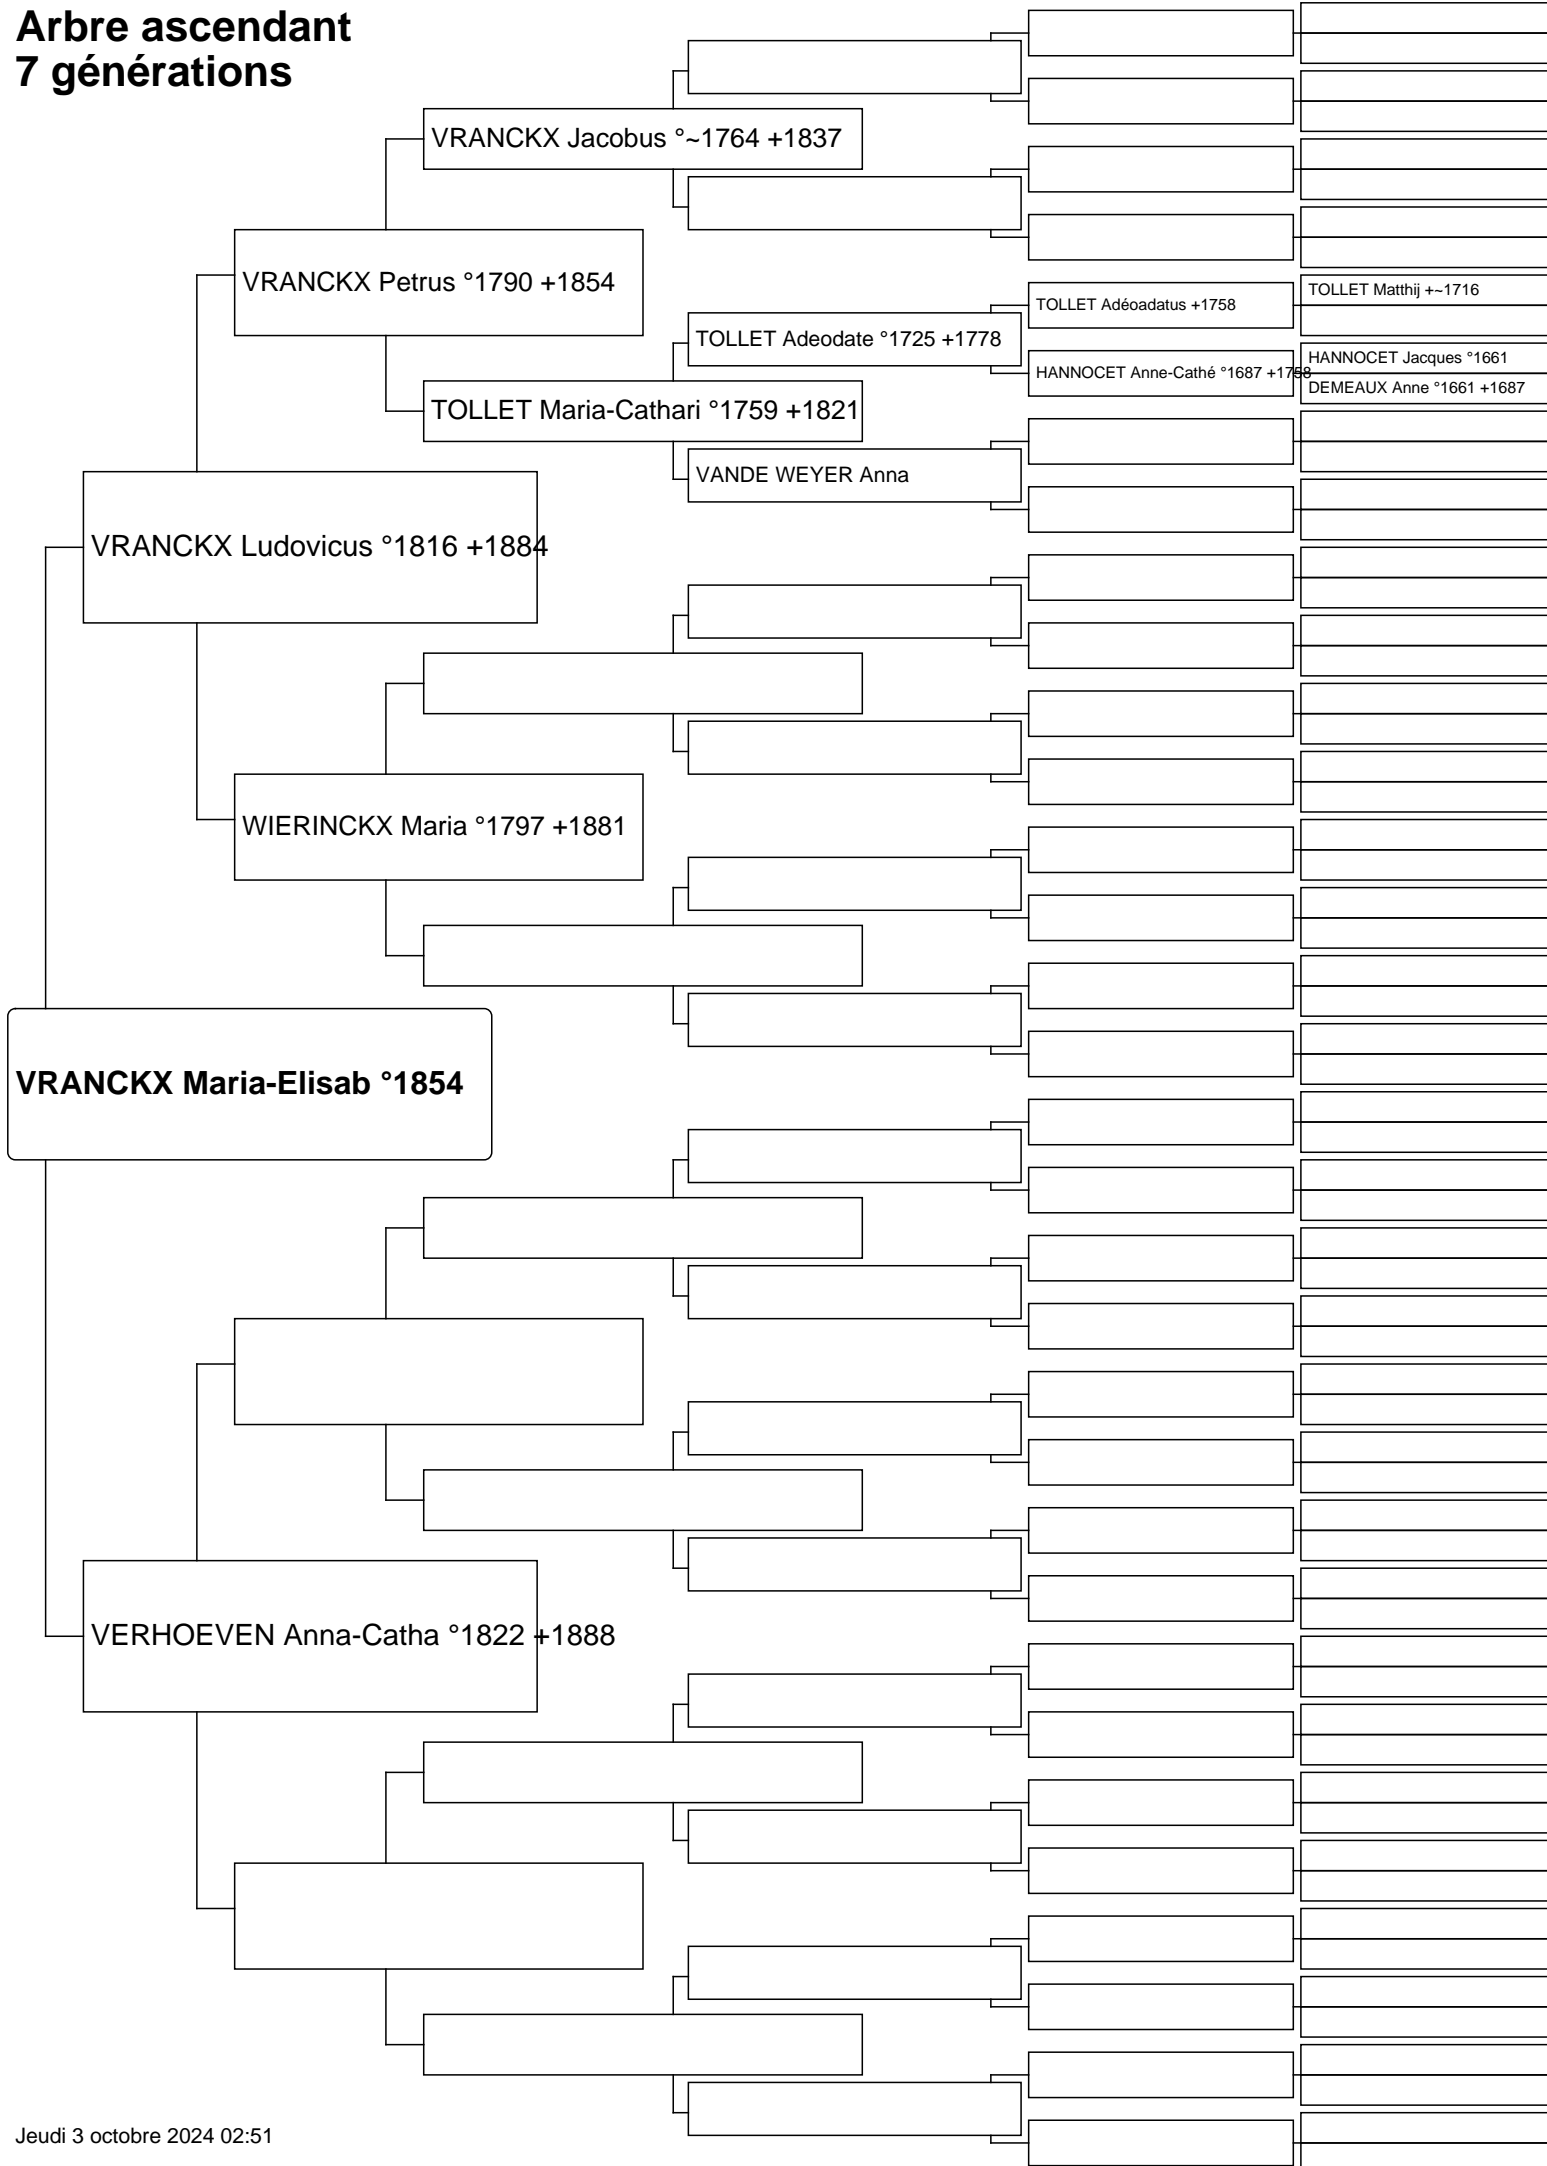 Arbre ascendant
7 générations
VRANCKX Jacobus °~1764 +1837
VRANCKX Petrus °1790 +1854
TOLLET Matthij +~1716
TOLLET Adéoadatus +1758
TOLLET Adeodate °1725 +1778
HANNOCET Jacques °1661
HANNOCET Anne-Cathé °1687 +1758
DEMEAUX Anne °1661 +1687
TOLLET Maria-Cathari °1759 +1821
VANDE WEYER Anna
VRANCKX Ludovicus °1816 +1884
WIERINCKX Maria °1797 +1881
VRANCKX Maria-Elisab °1854
VERHOEVEN Anna-Catha °1822 +1888
Jeudi 3 octobre 2024 02:51